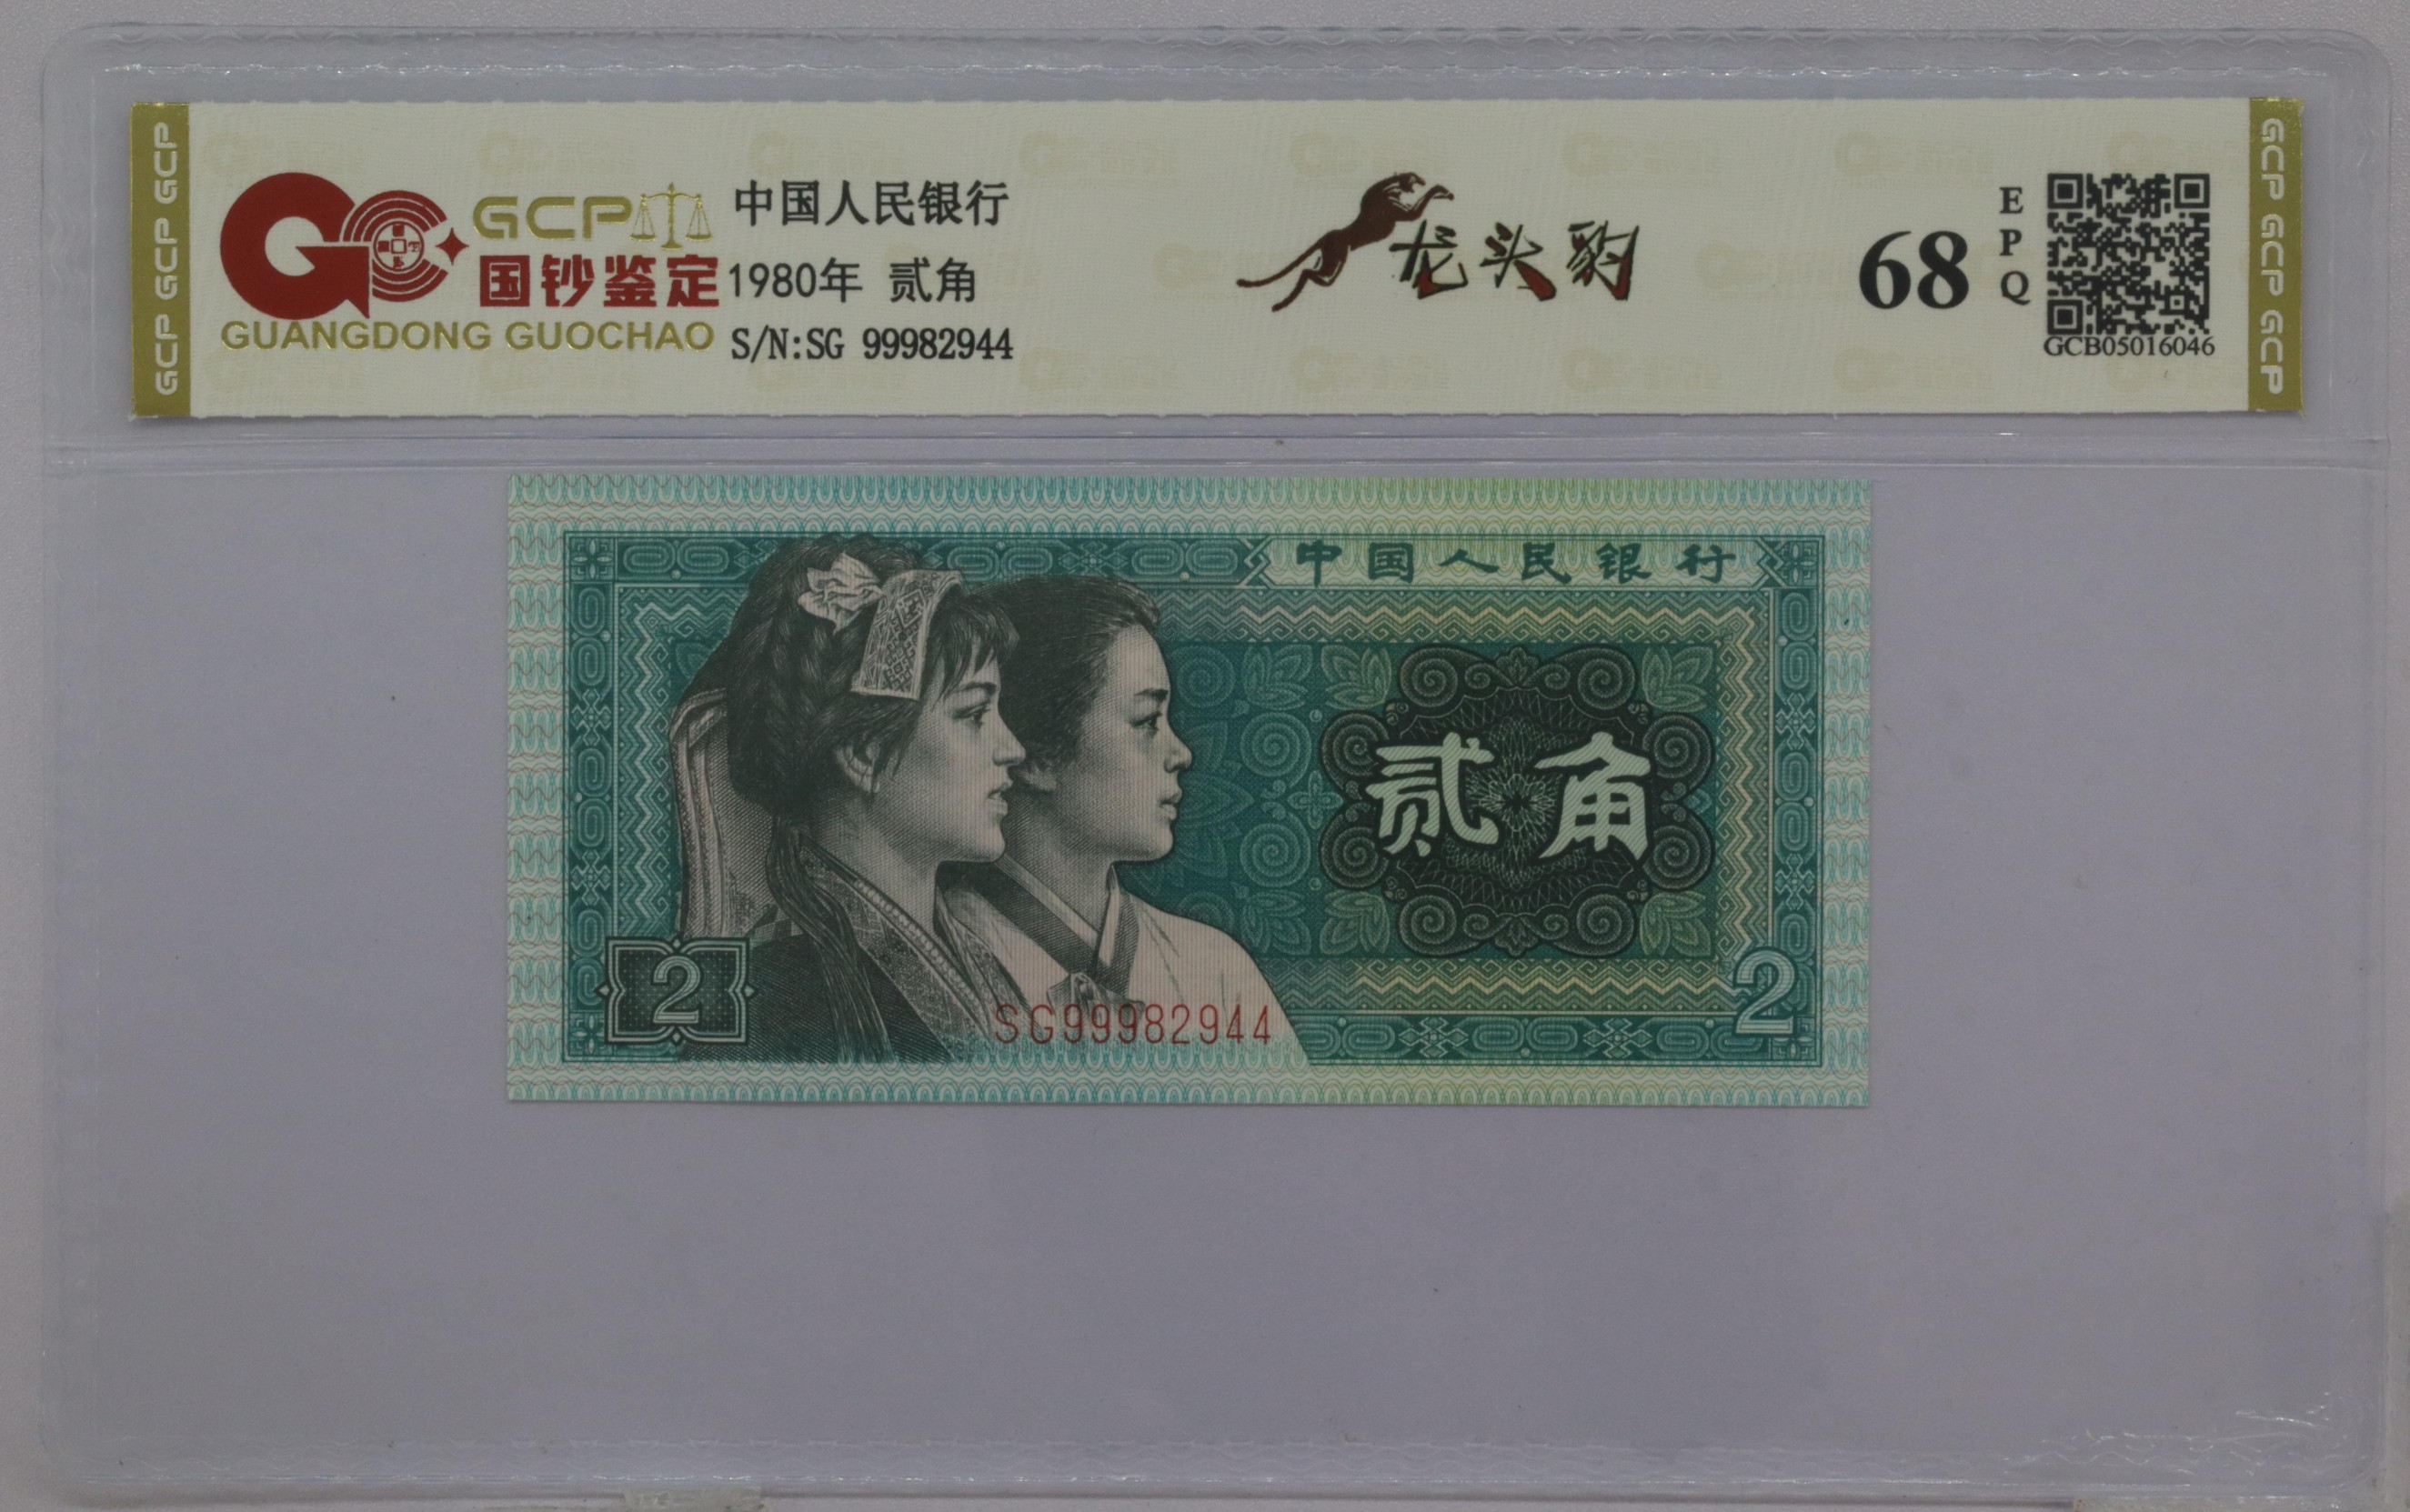 GCP GCP GCP
GCP
国钞鉴定
GUANGDONG GUOCHAO
中国人民银行
1980年 贰角
S/N:SG 99982944
龙头豹
68
EPQ
GCB05016046
GCP GCP GCP
中国人民银行
贰角
2
SG99982944
2